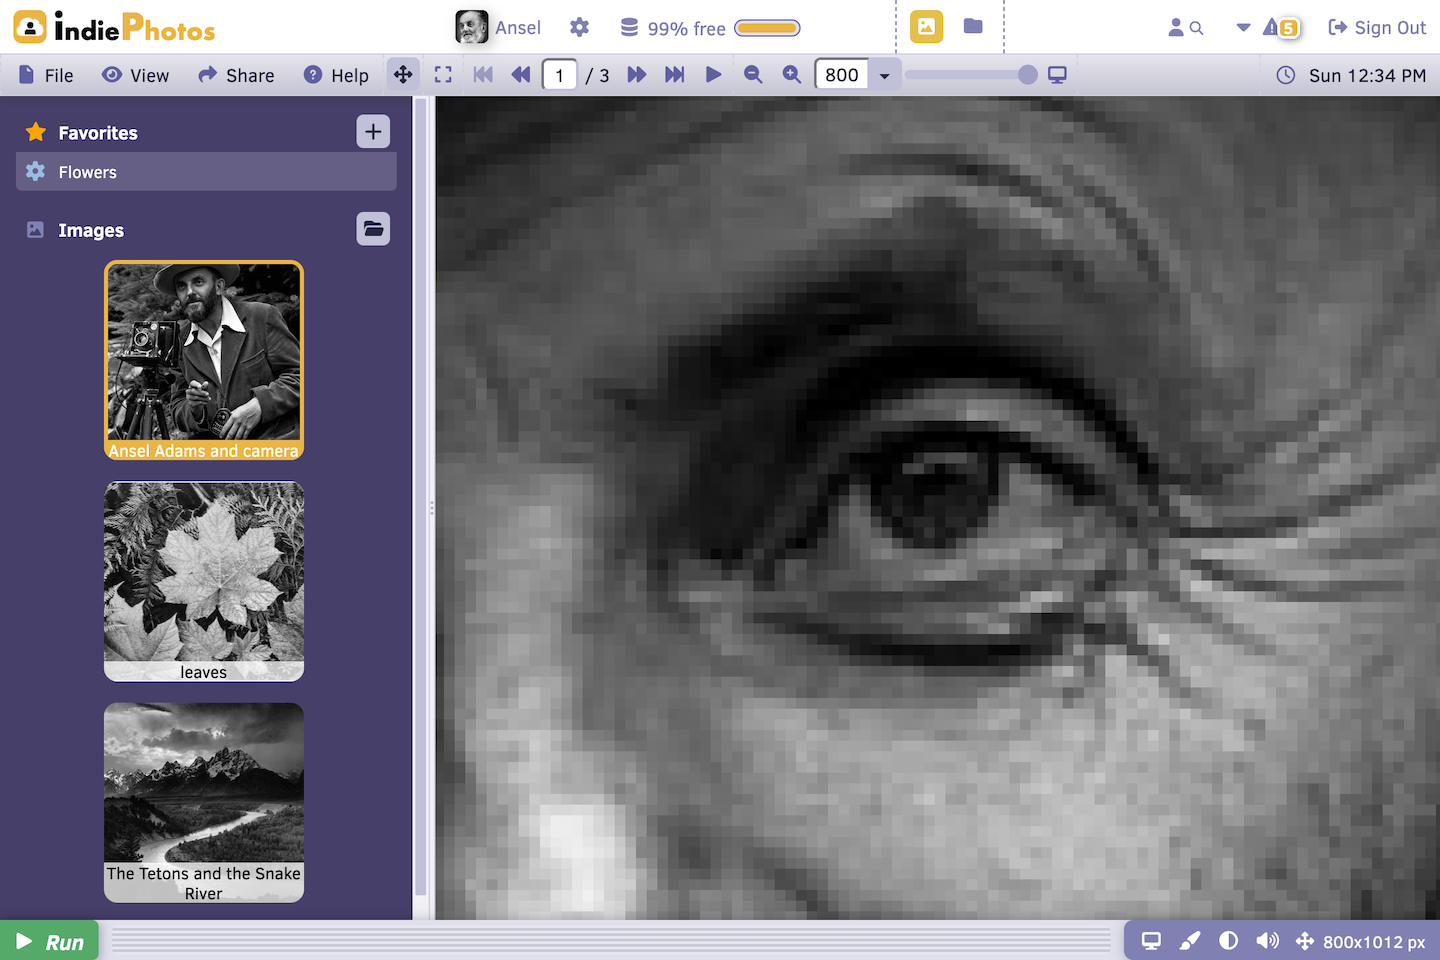 indiePhotos
Ansel
99% free
5
Sign Out
File
View
Share
Help
1 / 3
800
Sun 12:34 PM
Favorites
Flowers
Images
Ansel Adams and camera
leaves
The Tetons and the Snake
River
Run
800x1012 px